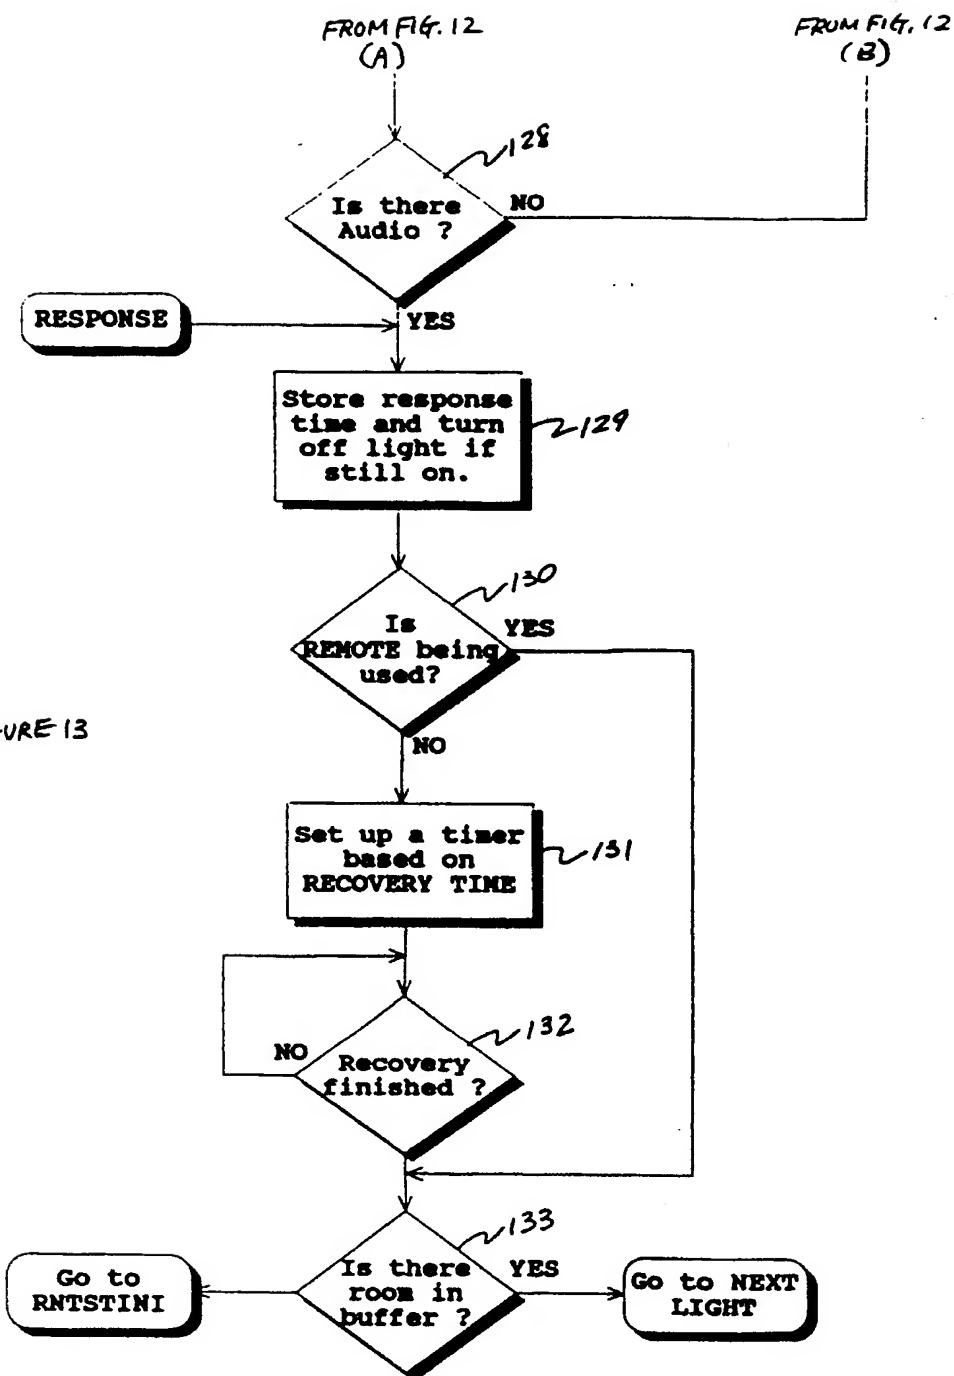 FROM FIG. 12
(A)
FROM FIG. 12
(B)
128
Is there
Audio ?
NO
RESPONSE
YES
Store response
time and turn
off light if
still on.
129
130
Is
REMOTE being
used?
YES
URE 13
NO
Set up a timer
based on
RECOVERY TIME
131
132
NO
Recovery
finished ?
133
Go to
RNTSTINI
Is there
room in
buffer ?
YES
Go to NEXT
LIGHT